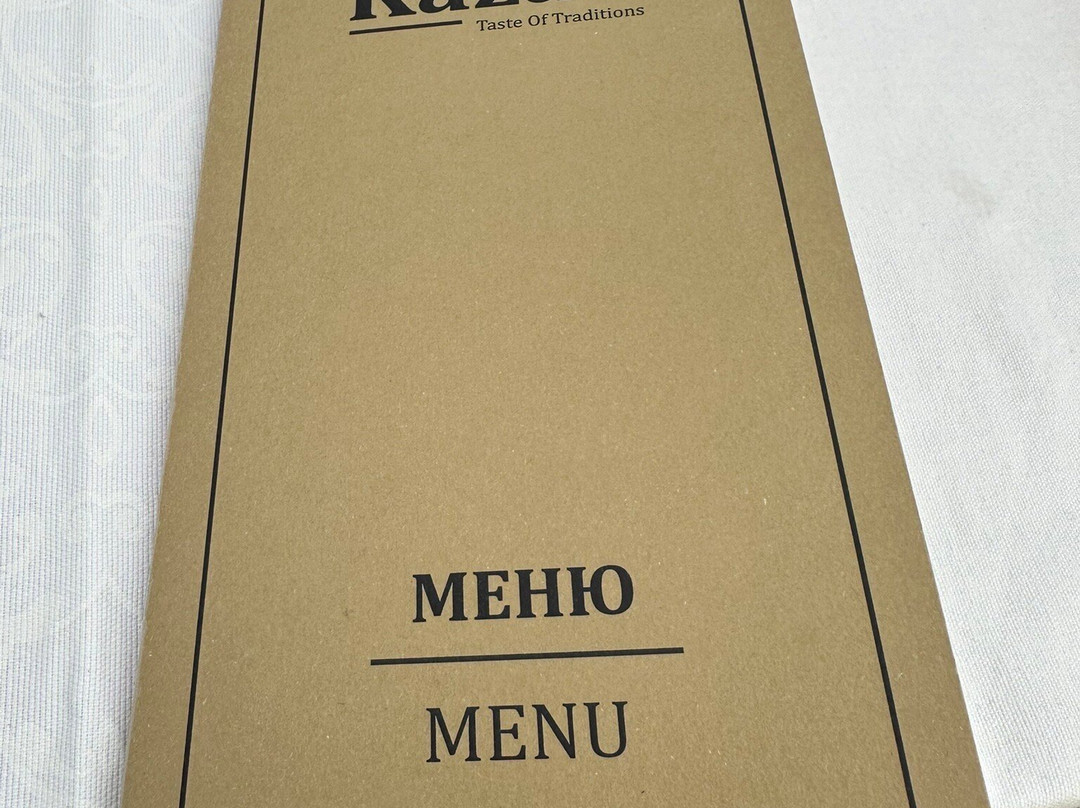 Taste Of Traditions
МЕНЮ
MENU